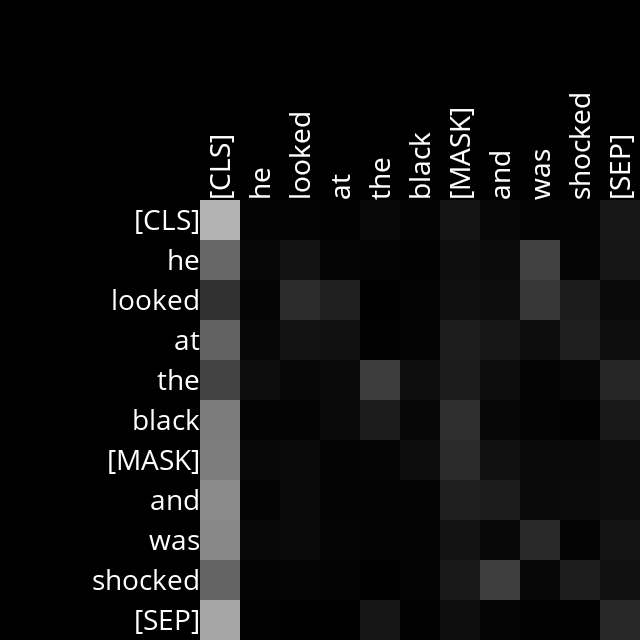 [CLS] he looked at the black [MASK] and was shocked [SEP]
[CLS]
he
looked
at
the
black
[MASK]
and
was
shocked
[SEP]